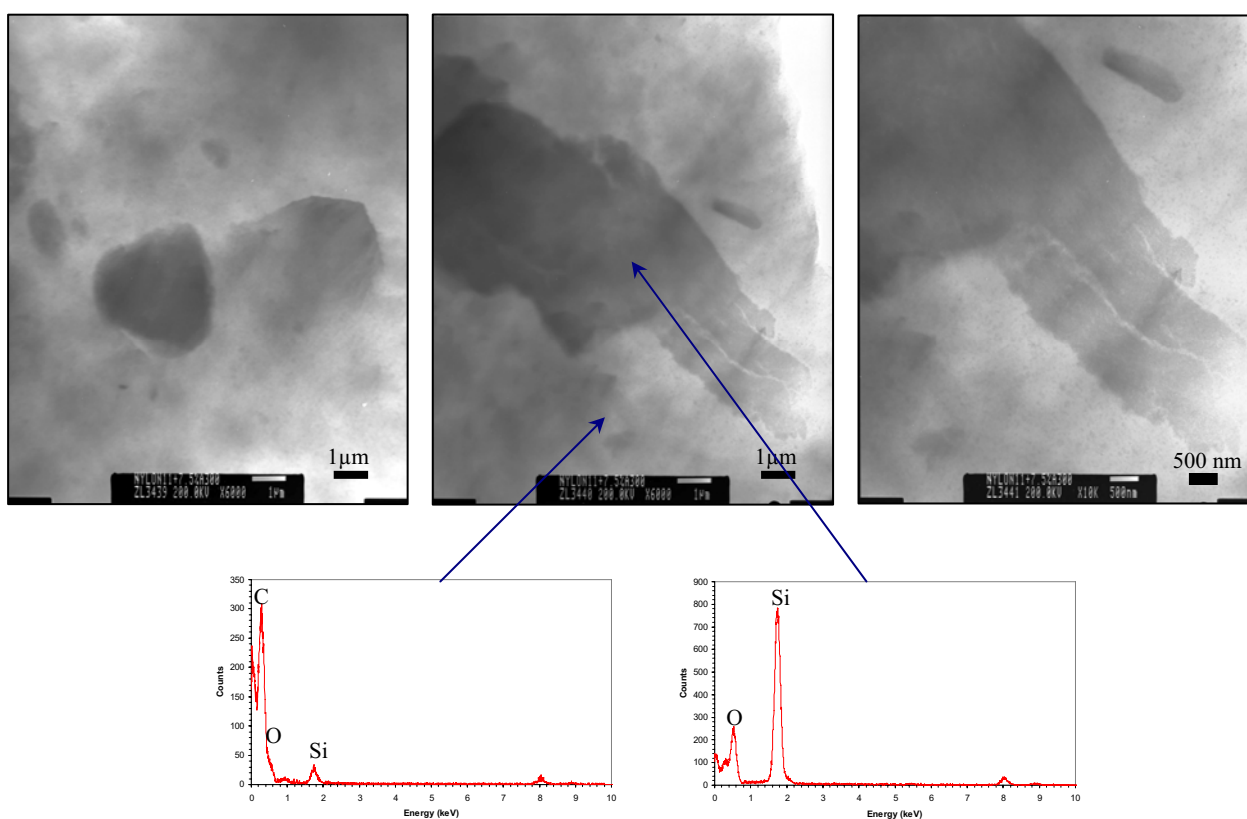 1µm
NYLON11+7.5%A300
ZL3439 200.0KV X6000 1µm
1µm
NYLON11+7.5%A300
ZL3440 200.0KV X6000 1µm
500 nm
NYLON11+7.5%A300
ZL3441 200.0KV X10K 500nm
350
300
250
200
150
100
50
0
Counts
C
O
Si
0 1 2 3 4 5 6 7 8 9 10
Energy (keV)
900
800
700
600
500
400
300
200
100
0
Counts
Si
O
0 1 2 3 4 5 6 7 8 9 10
Energy (keV)